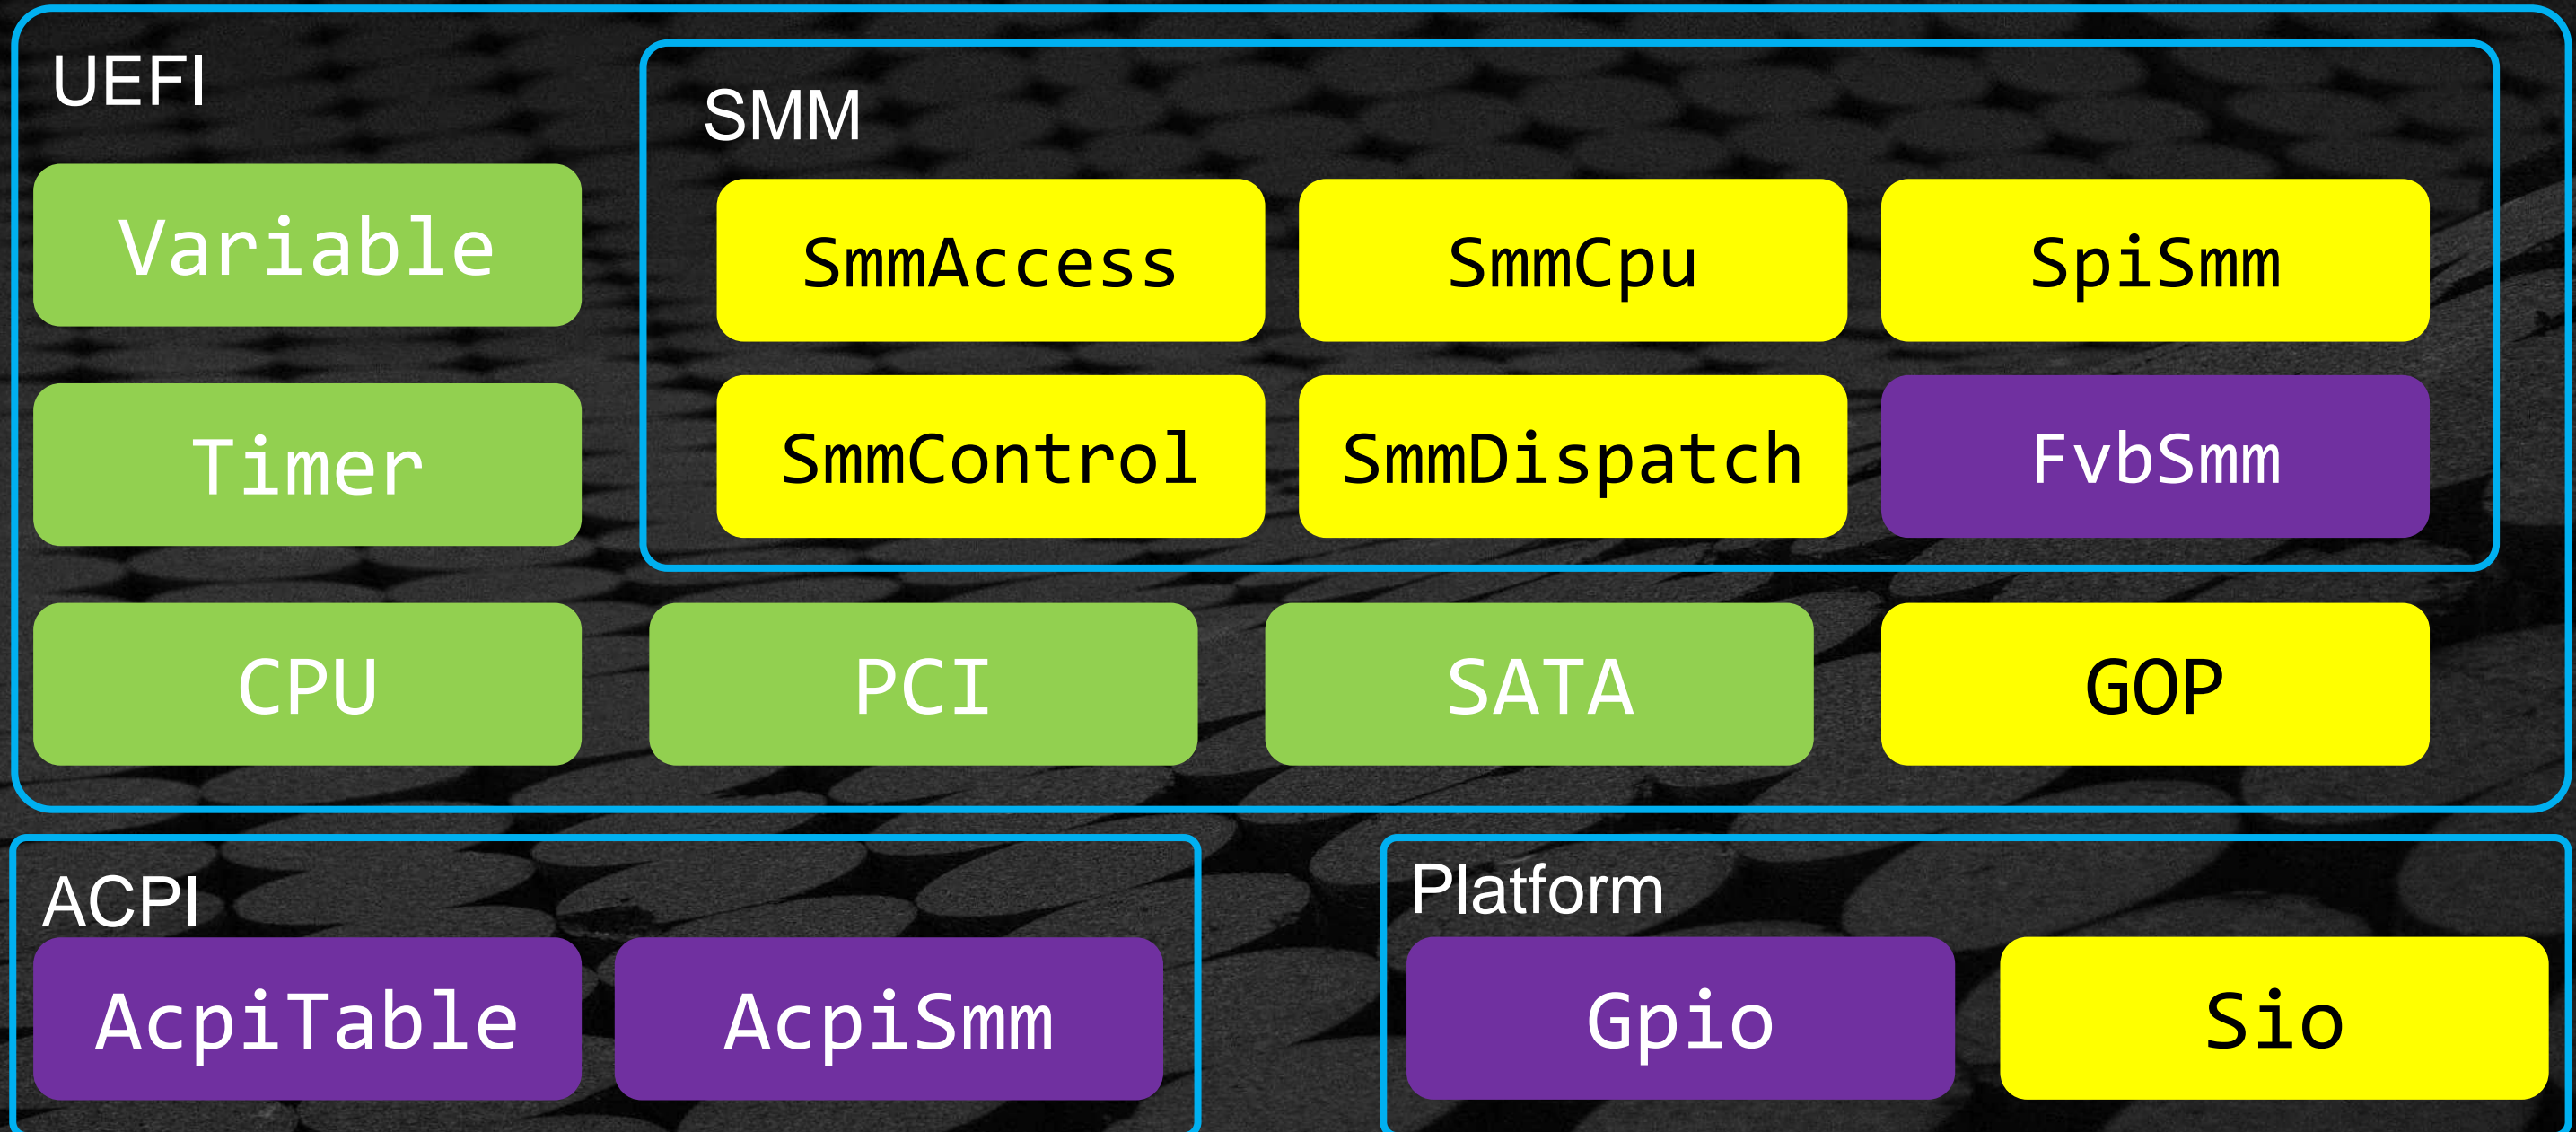 UEFI
SMM
Variable
SmmAccess
SmmCpu
SpiSmm
Timer
SmmControl
SmmDispatch
FvbSmm
CPU
PCI
SATA
GOP
ACPI
AcpiTable
AcpiSmm
Platform
Gpio
Sio